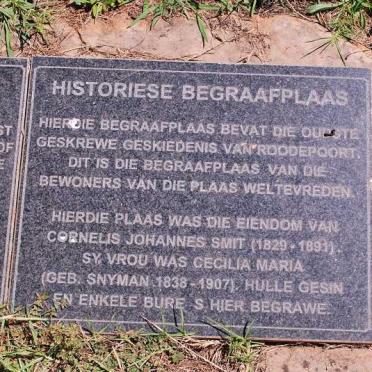 HISTORIESE BEGRAAFPLAAS
HIERDIE BEGRAAFPLAAS BEVAT DIE OUDSTE
GESKREWE GESKIEDENIS VAN ROODEPOORT.
DIT IS DIE BEGRAAFPLAAS VAN DIE
BEWONERS VAN DIE PLAAS WELTEVREDEN.
HIERDIE PLAAS WAS DIE EIENDOM VAN
CORNELIS JOHANNES SMIT (1829 - 1891).
SY VROU WAS CECILIA MARIA
(GEB. SNYMAN 1838 - 1907). HULLE GESIN
EN ENKELE BURE S HIER BEGRAWE.